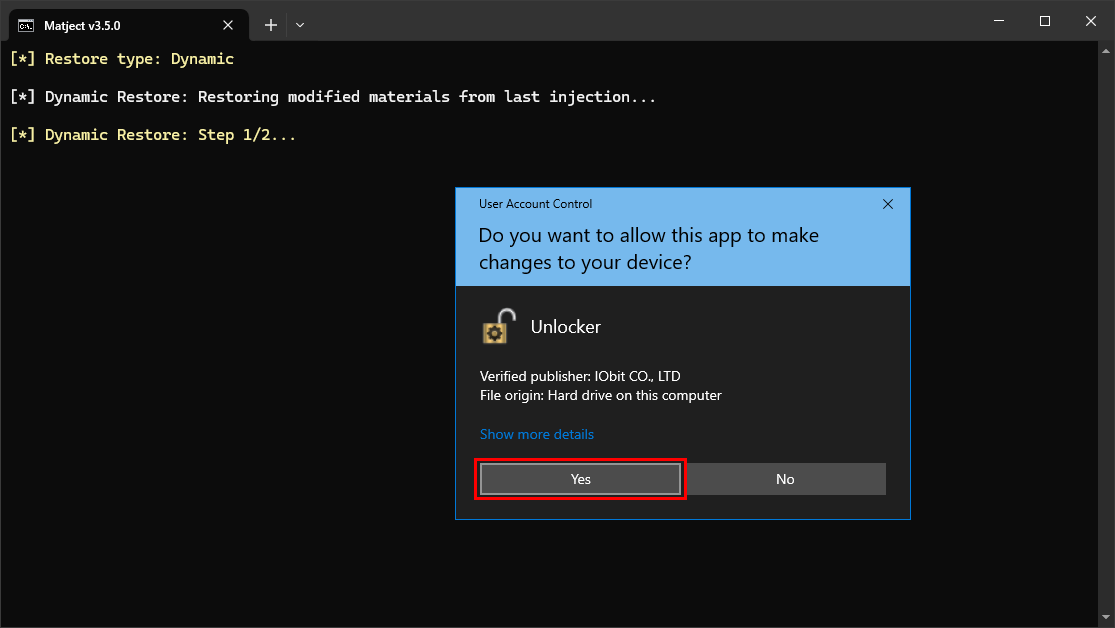 Matject v3.5.0
[*] Restore type: Dynamic
[*] Dynamic Restore: Restoring modified materials from last injection...
[*] Dynamic Restore: Step 1/2...
User Account Control
Do you want to allow this app to make
changes to your device?
Unlocker
Verified publisher: IObit CO., LTD
File origin: Hard drive on this computer
Show more details
Yes
No